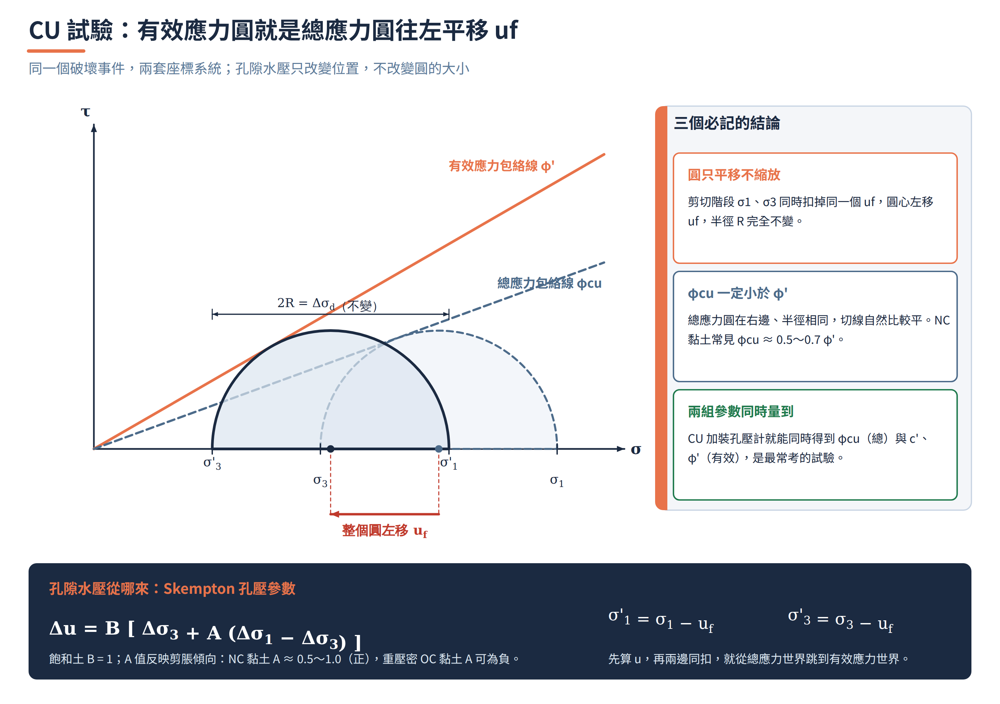 CU 試驗：有效應力圓就是總應力圓往左平移 uf
同一個破壞事件，兩套座標系統；孔隙水壓只改變位置，不改變圓的大小
τ
有效應力包絡線 φ'
總應力包絡線 φcu
2R = Δσd（不變）
σ
σ'3
σ'1
σ3
σ1
整個圓左移 uf
三個必記的結論
圓只平移不縮放
剪切階段 σ1、σ3 同時扣掉同一個 uf，圓心左移
uf，半徑 R 完全不變。
φcu 一定小於 φ'
總應力圓在右邊、半徑相同，切線自然比較平。NC
黏土常見 φcu ≈ 0.5～0.7 φ'。
兩組參數同時量到
CU 加裝孔壓計就能同時得到 φcu（總）與 c'、
φ'（有效），是最常考的試驗。
孔隙水壓從哪來：Skempton 孔壓參數
Δu = B [ Δσ3 + A (Δσ1 − Δσ3) ]
飽和土 B = 1；A 值反映剪脹傾向：NC 黏土 A ≈ 0.5～1.0（正），重壓密 OC 黏土 A 可為負。
σ'1 = σ1 − uf
σ'3 = σ3 − uf
先算 u，再兩邊同扣，就從總應力世界跳到有效應力世界。